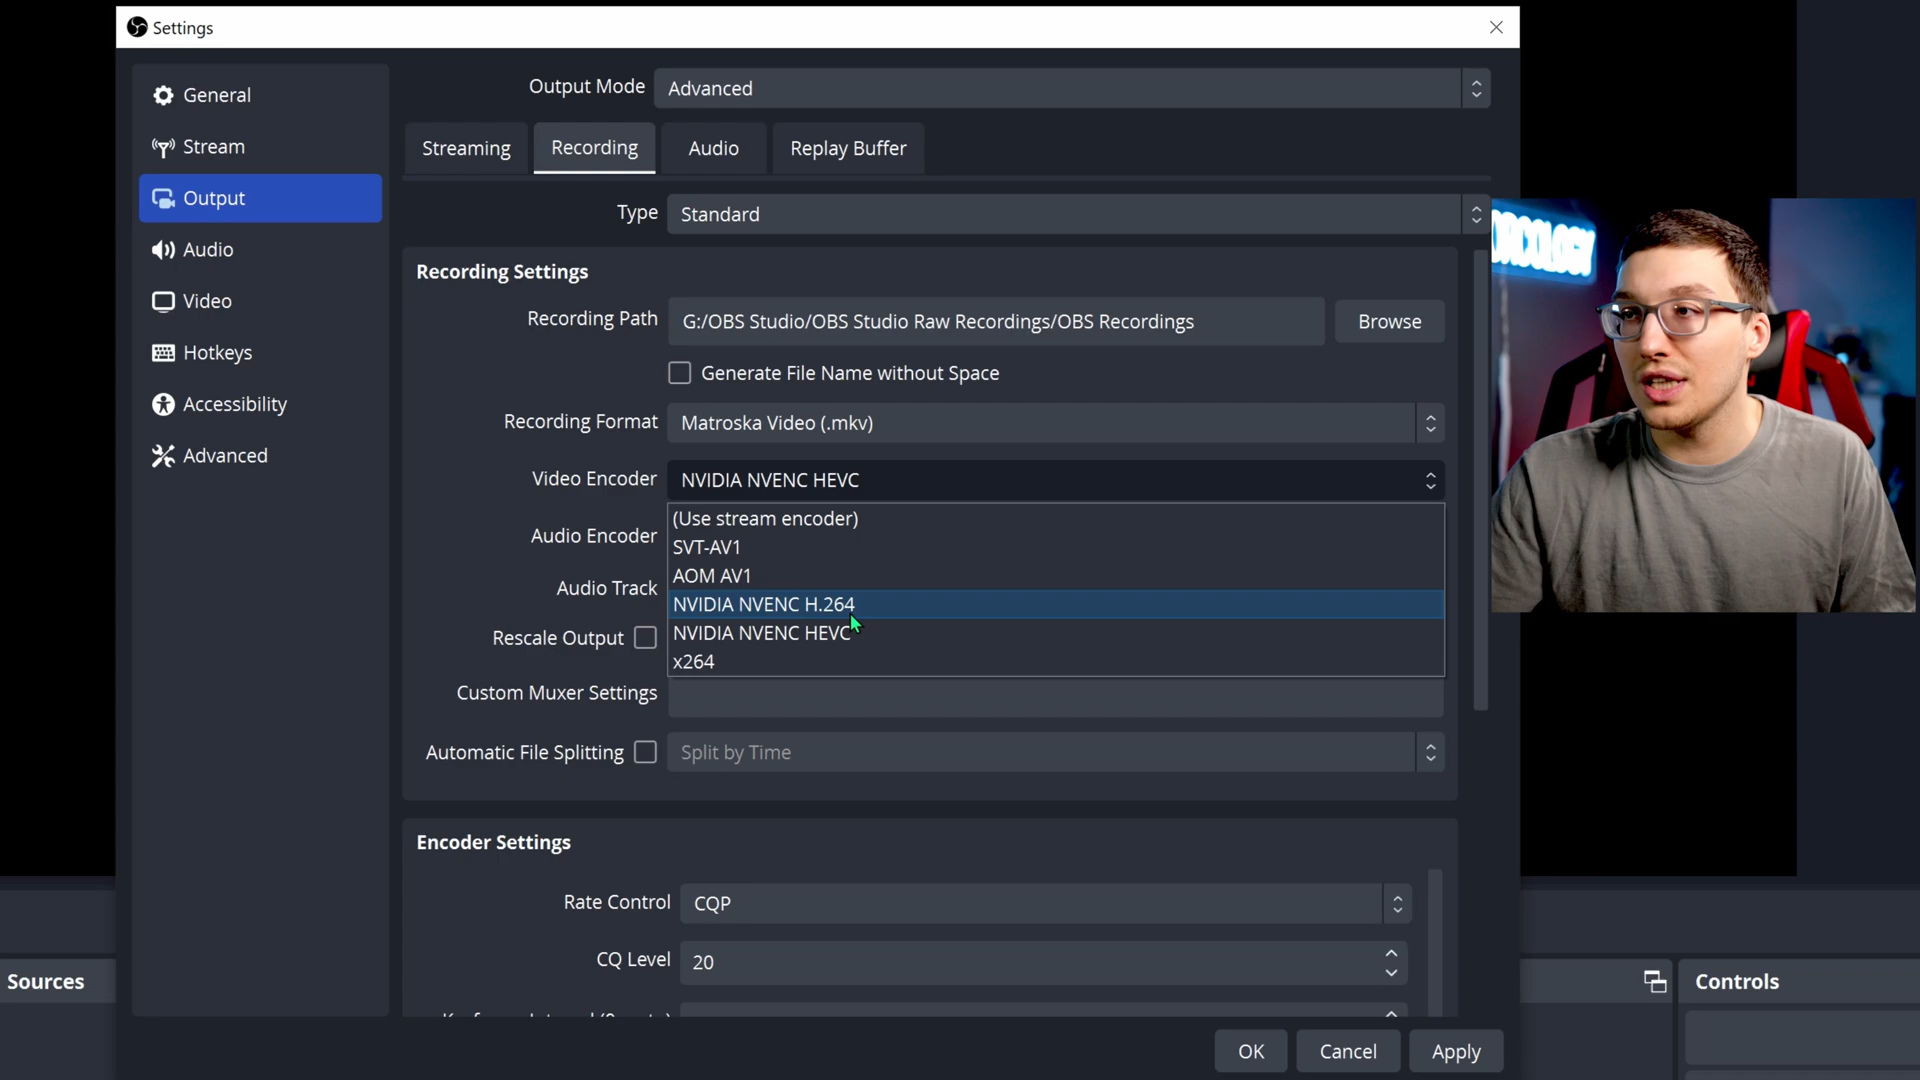 Settings
General
Stream
Output
Audio
Video
Hotkeys
Accessibility
Advanced
Output Mode Advanced
Streaming Recording Audio Replay Buffer
Type Standard
Recording Settings
Recording Path G:/OBS Studio/OBS Studio Raw Recordings/OBS Recordings Browse
Generate File Name without Space
Recording Format Matroska Video (.mkv)
Video Encoder NVIDIA NVENC HEVC
(Use stream encoder)
Audio Encoder
SVT-AV1
AOM AV1
Audio Track
NVIDIA NVENC H.264
NVIDIA NVENC HEVC
Rescale Output
x264
Custom Muxer Settings
Automatic File Splitting Split by Time
Encoder Settings
Rate Control CQP
CQ Level 20
OK Cancel Apply
Sources
Controls